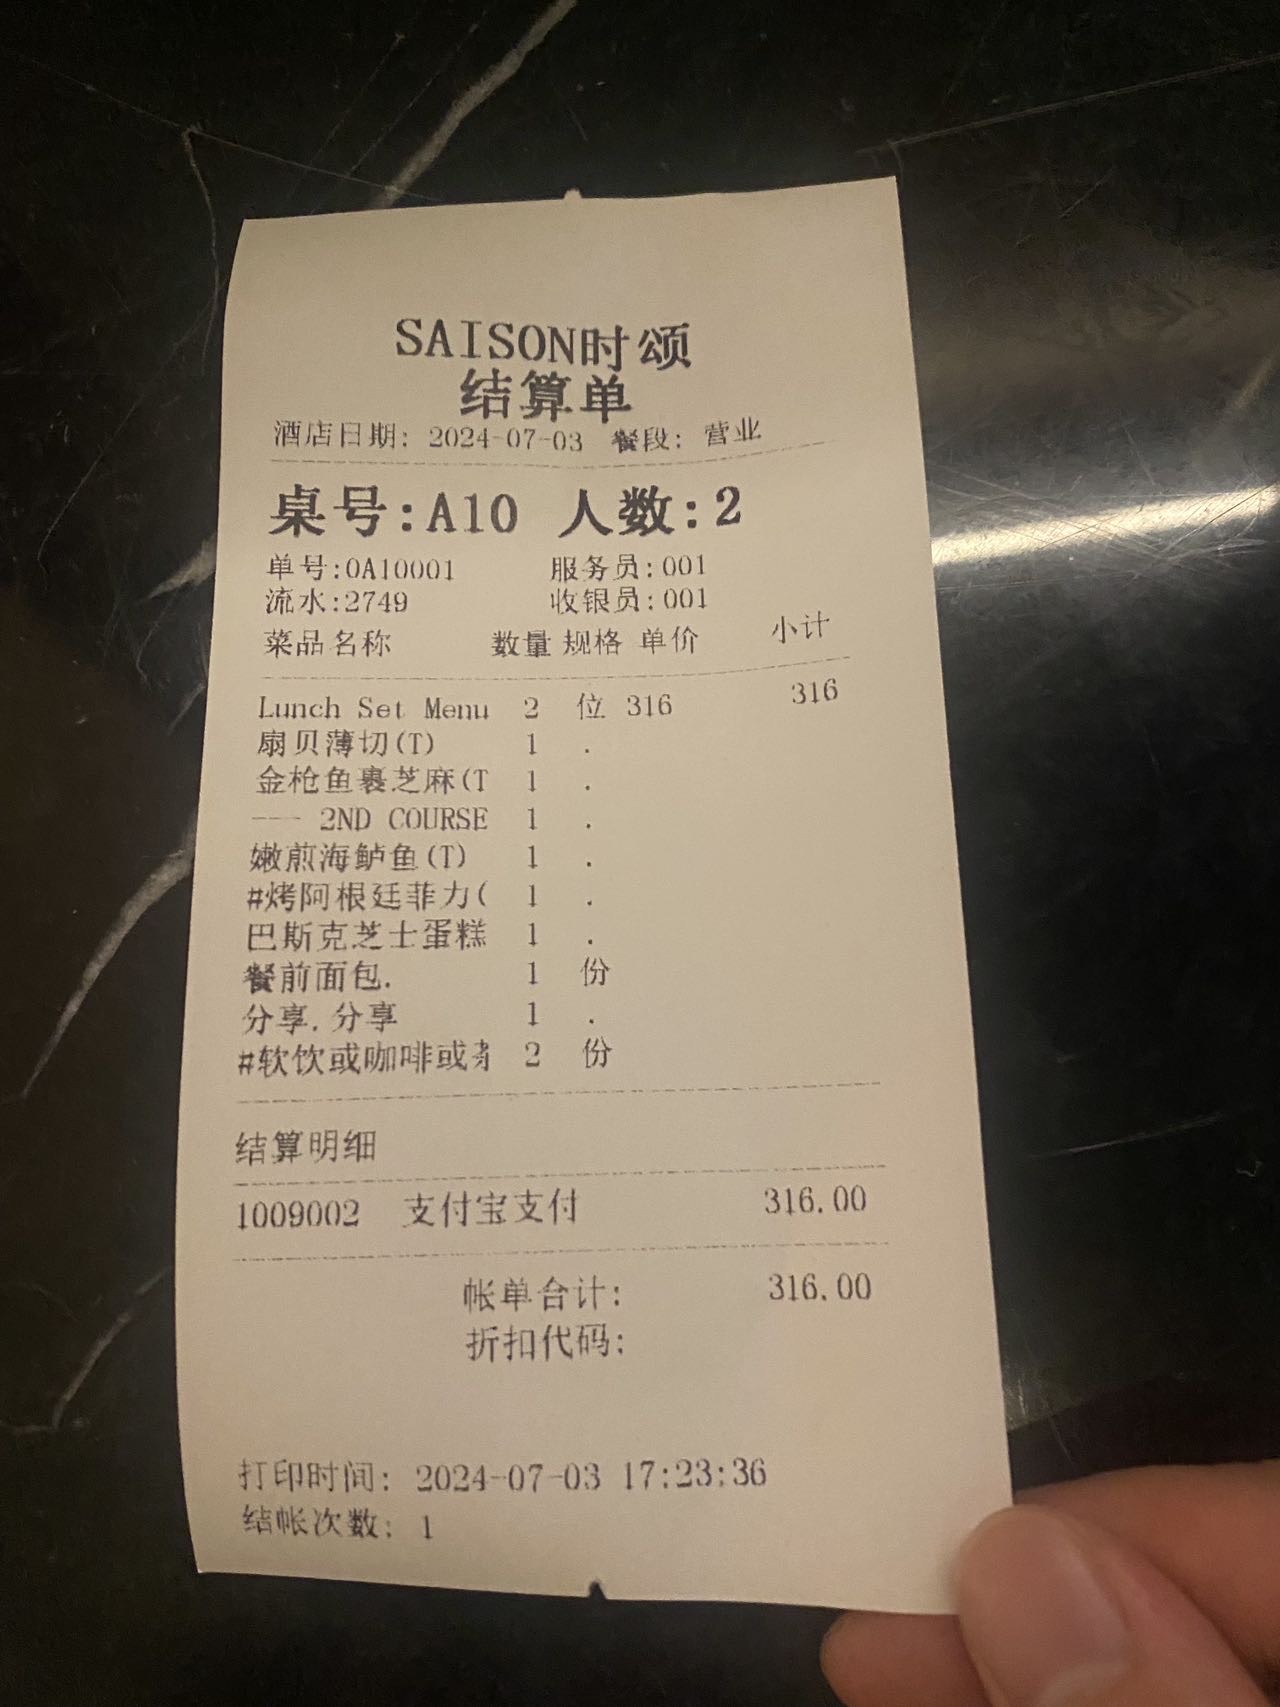 SAISON时颂
结算单
酒店日期: 2024-07-03 餐段: 营业
桌号:A10 人数:2
单号:0A10001 服务员:001
流水:2749 收银员:001
菜品名称 数量 规格 单价 小计
Lunch Set Menu 2 位 316 316
扇贝薄切(T) 1 .
金枪鱼裹芝麻(T 1 .
--- 2ND COURSE 1 .
嫩煎海鲈鱼(T) 1 .
#烤阿根廷菲力( 1 .
巴斯克芝士蛋糕 1 .
餐前面包. 1 份
分享.分享 1 .
#软饮或咖啡或 2 份
结算明细
1009002 支付宝支付 316.00
帐单合计: 316.00
折扣代码:
打印时间: 2024-07-03 17:23:36
结帐次数: 1